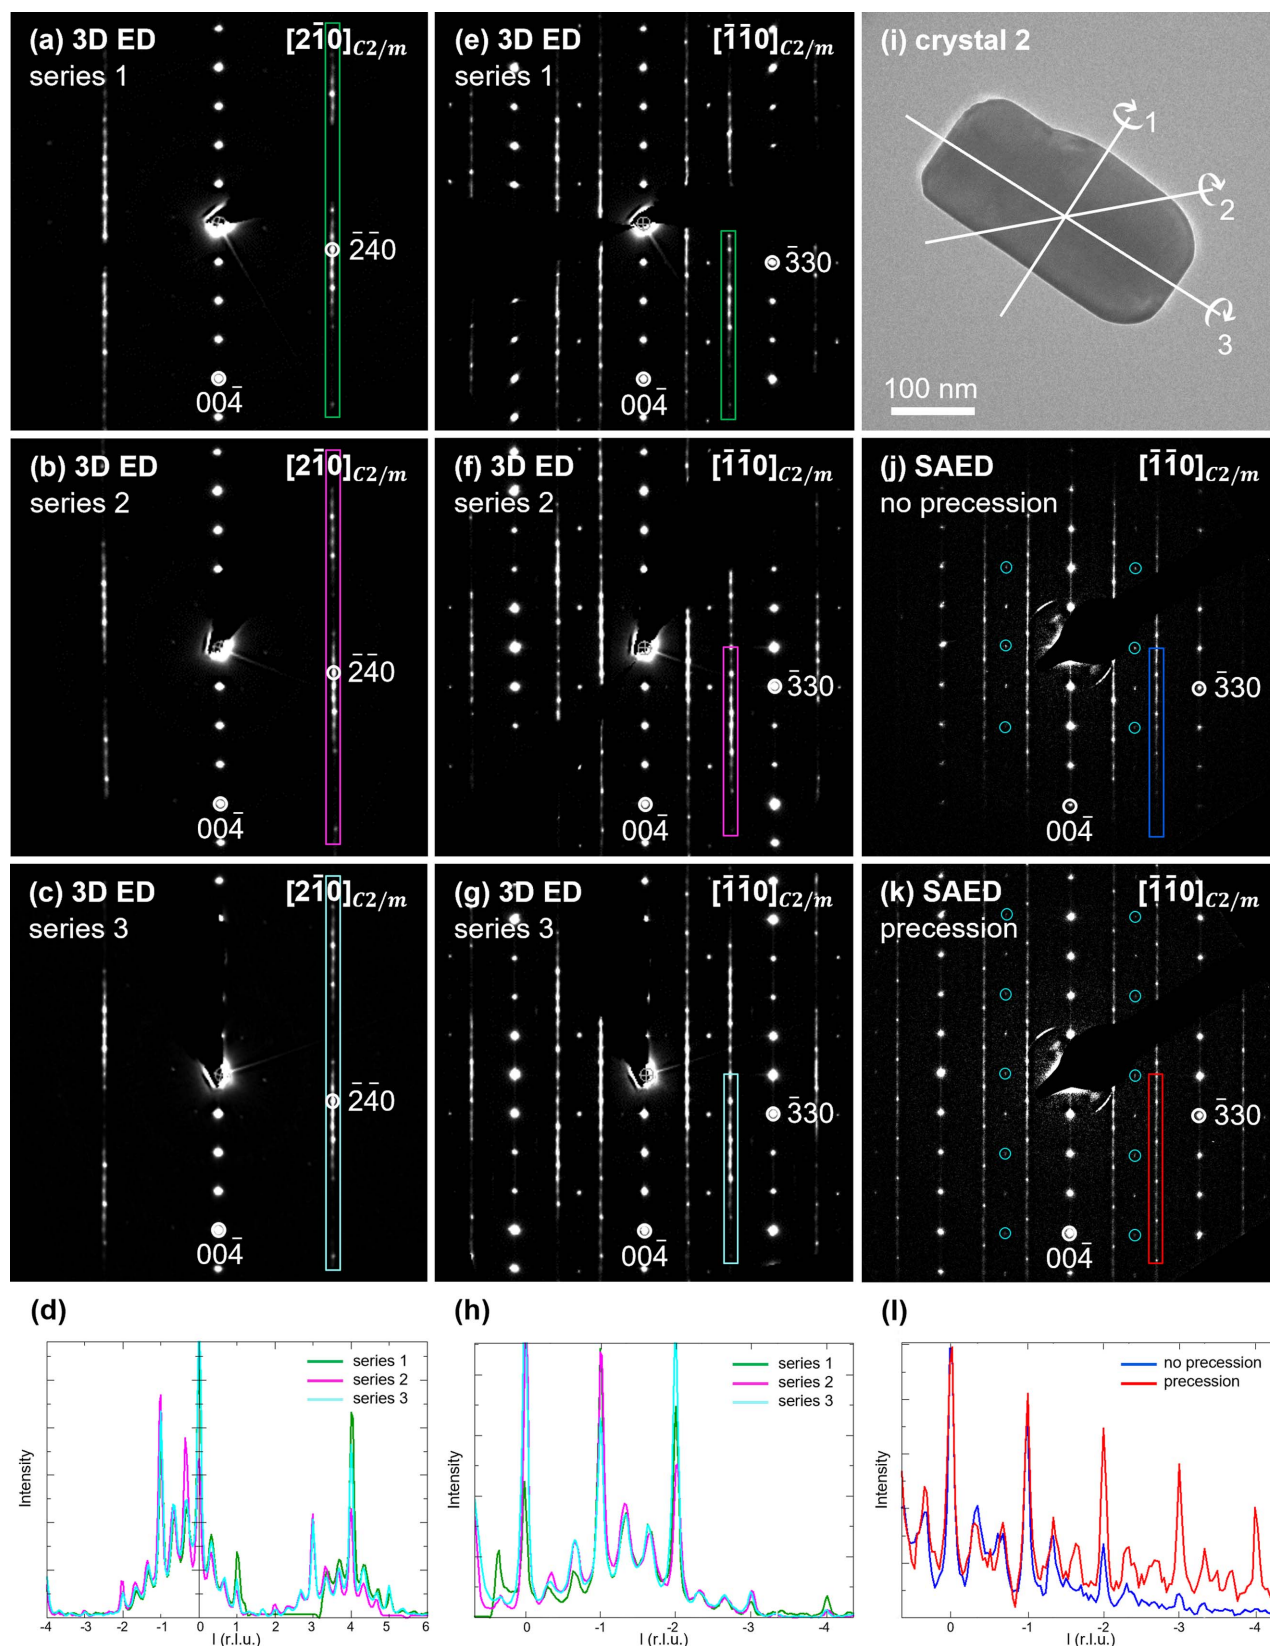 (a) 3D ED [21̄0]C2/m
series 1
2̄4̄0
004̄
(e) 3D ED [1̄1̄0]C2/m
series 1
3̄30
004̄
(i) crystal 2
1
2
3
100 nm
(b) 3D ED [21̄0]C2/m
series 2
2̄4̄0
004̄
(f) 3D ED [1̄1̄0]C2/m
series 2
3̄30
004̄
(j) SAED [1̄1̄0]C2/m
no precession
3̄30
004̄
(c) 3D ED [21̄0]C2/m
series 3
2̄4̄0
004̄
(g) 3D ED [1̄1̄0]C2/m
series 3
3̄30
004̄
(k) SAED [1̄1̄0]C2/m
precession
3̄30
004̄
(d)
series 1
series 2
series 3
Intensity
-4 -3 -2 -1 0 1 2 3 4 5 6
l (r.l.u.)
(h)
series 1
series 2
series 3
Intensity
0 -1 -2 -3 -4
l (r.l.u.)
(l)
no precession
precession
Intensity
0 -1 -2 -3 -4
l (r.l.u.)